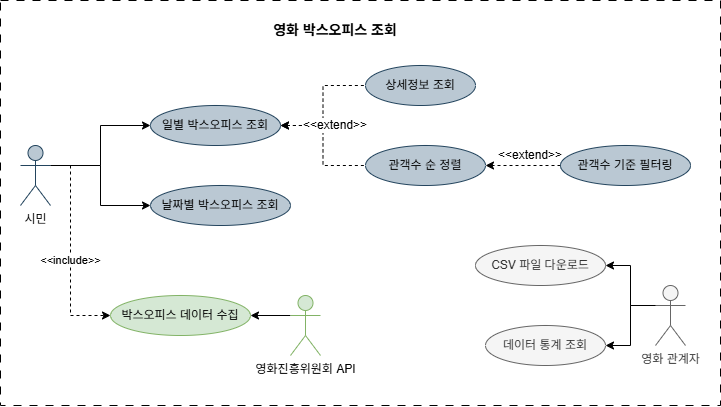 영화 박스오피스 조회
상세정보 조회
일별 박스오피스 조회
<<extend>>
관객수 순 정렬
<<extend>>
관객수 기준 필터링
시민
날짜별 박스오피스 조회
<<include>>
CSV 파일 다운로드
박스오피스 데이터 수집
영화진흥위원회 API
데이터 통계 조회
영화 관계자